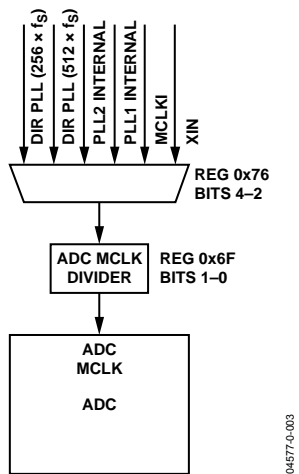 DIR PLL (256 × fS)
DIR PLL (512 × fS)
PLL2 INTERNAL
PLL1 INTERNAL
MCLKI
XIN
REG 0x76
BITS 4–2
ADC MCLK
DIVIDER
REG 0x6F
BITS 1–0
ADC
MCLK
ADC
04577-0-003